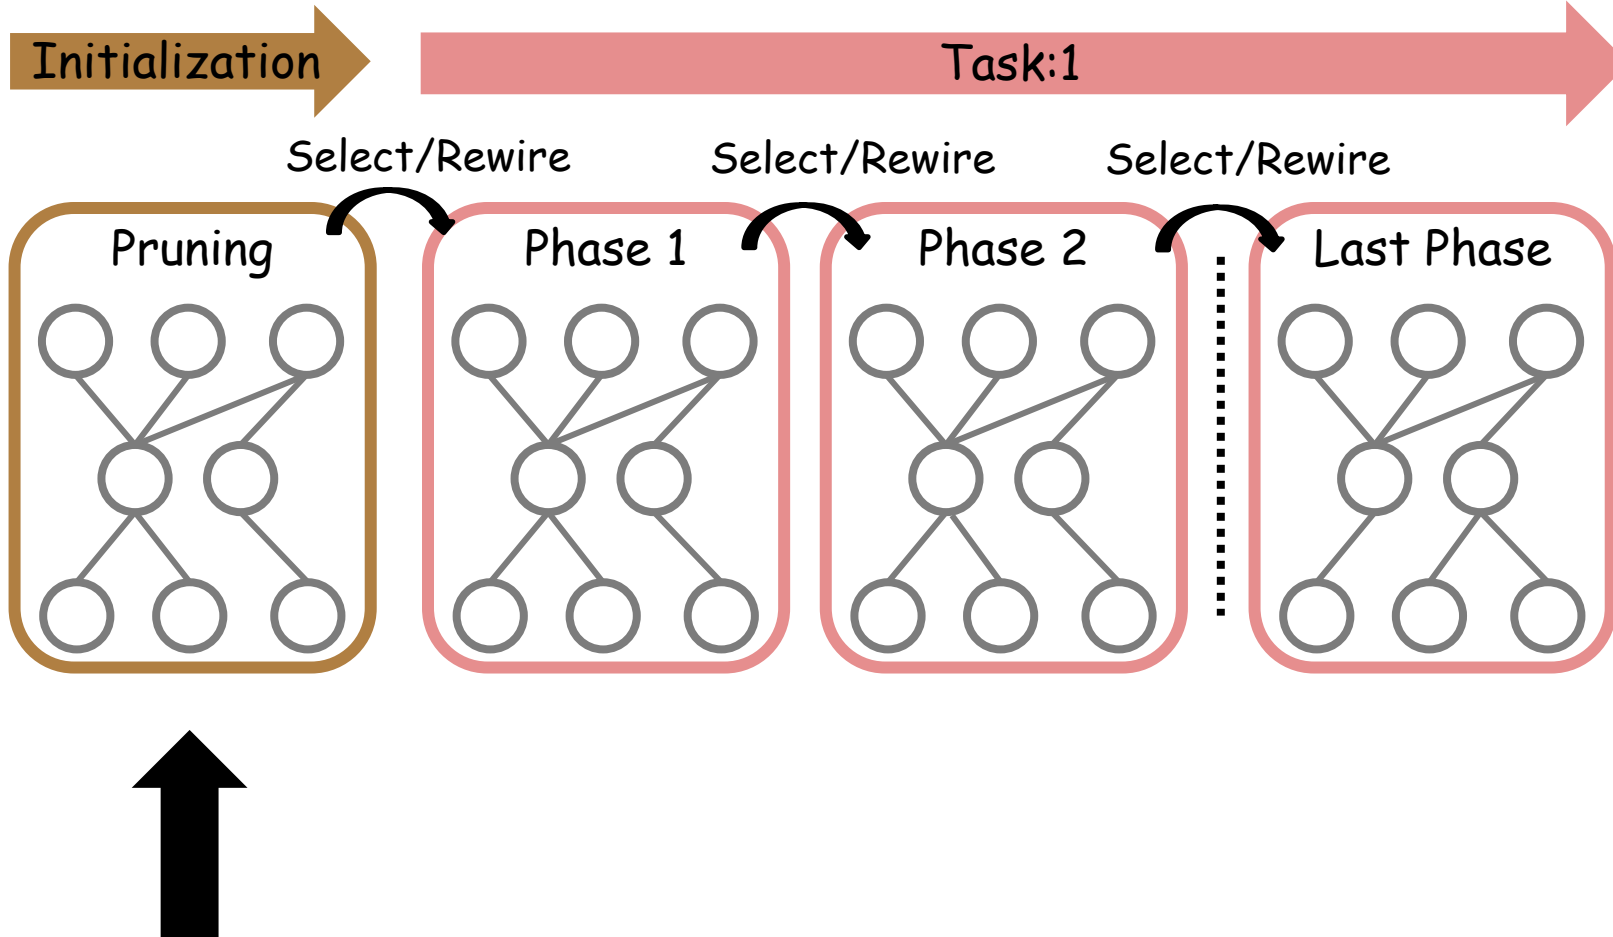 Initialization
Task:1
Select/Rewire
Select/Rewire
Select/Rewire
Pruning
Phase 1
Phase 2
Last Phase